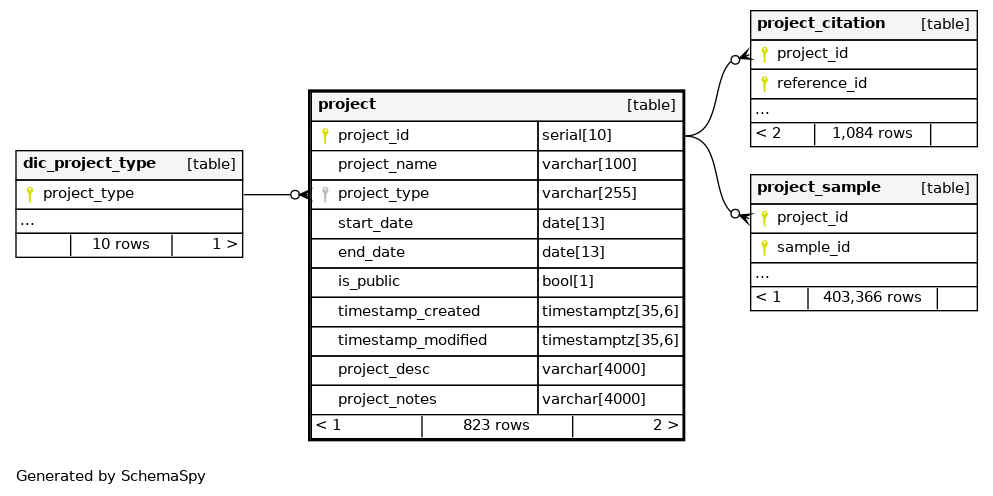 project_citation [table]
project_id
reference_id
...
< 2 1,084 rows
project [table]
project_id serial[10]
project_name varchar[100]
project_type varchar[255]
start_date date[13]
end_date date[13]
is_public bool[1]
timestamp_created timestamptz[35,6]
timestamp_modified timestamptz[35,6]
project_desc varchar[4000]
project_notes varchar[4000]
< 1 823 rows 2 >
dic_project_type [table]
project_type
...
10 rows 1 >
project_sample [table]
project_id
sample_id
...
< 1 403,366 rows
Generated by SchemaSpy